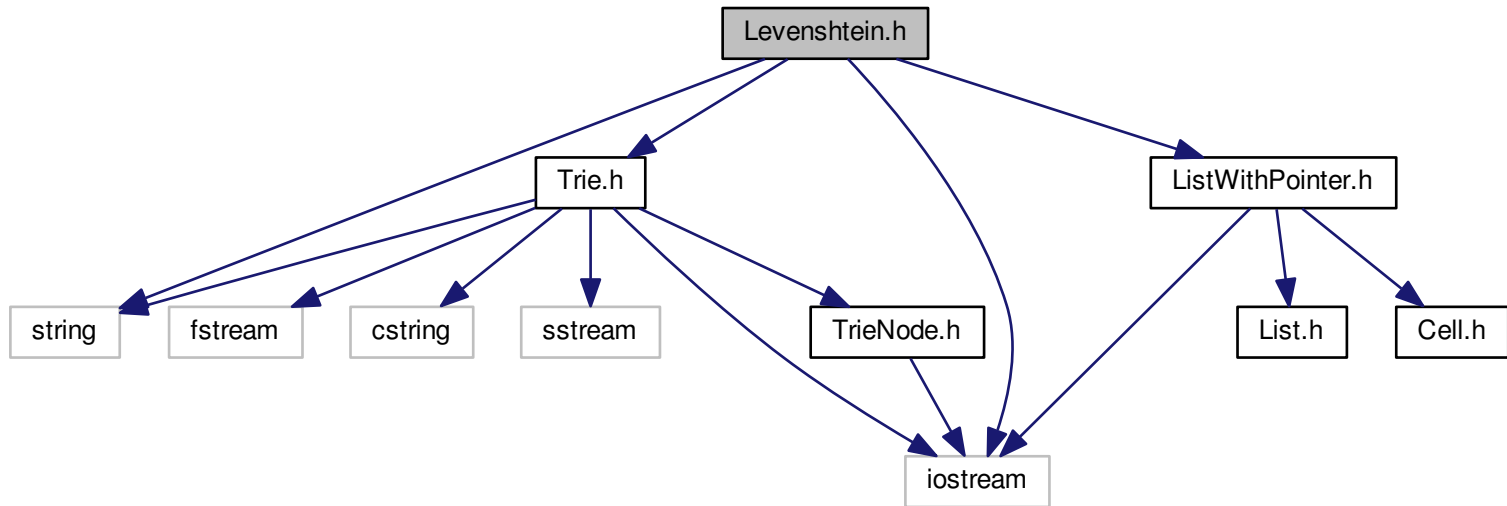 Levenshtein.h
Trie.h
ListWithPointer.h
string
fstream
cstring
sstream
TrieNode.h
List.h
Cell.h
iostream